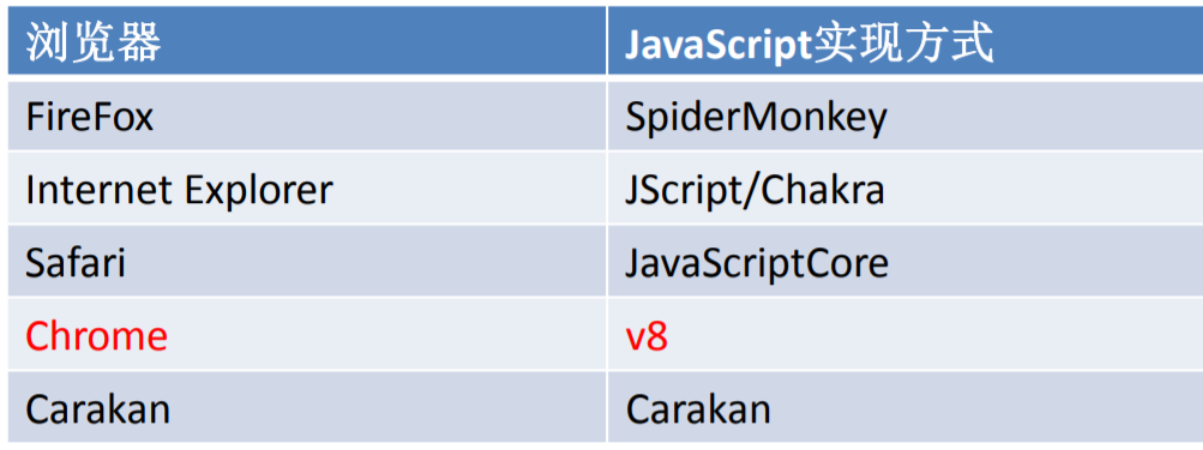 浏览器 JavaScript实现方式
FireFox SpiderMonkey
Internet Explorer JScript/Chakra
Safari JavaScriptCore
Chrome v8
Carakan Carakan